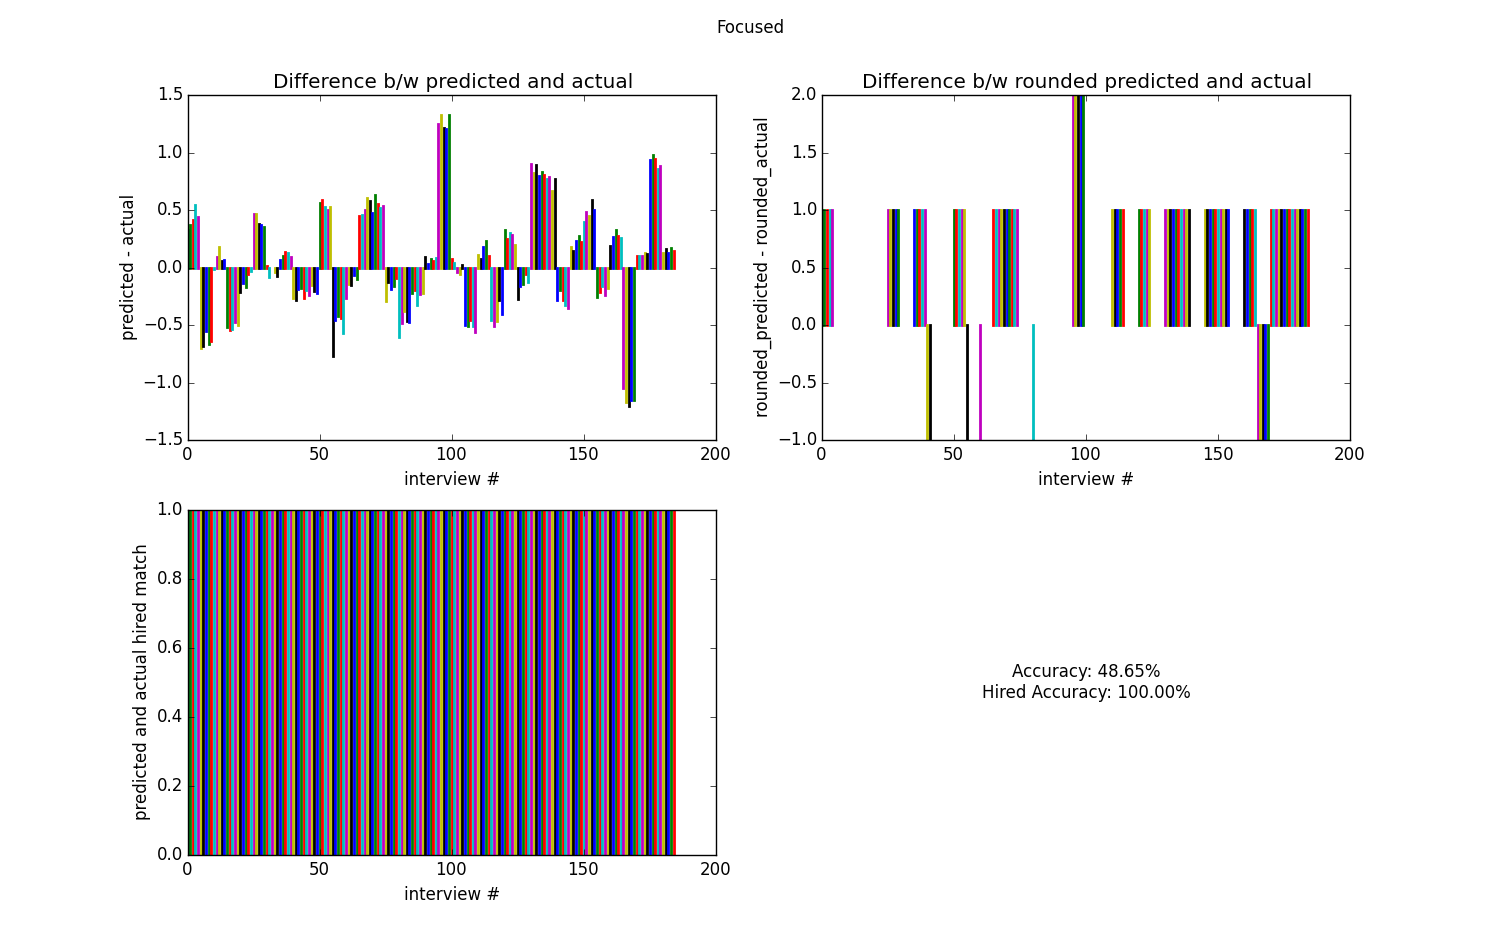 Focused
Difference b/w predicted and actual
1.5
1.0
0.5
0.0
−0.5
−1.0
−1.5
predicted - actual
0 50 100 150 200
interview #
Difference b/w rounded predicted and actual
2.0
1.5
1.0
0.5
0.0
−0.5
−1.0
rounded_predicted - rounded_actual
0 50 100 150 200
interview #
1.0
0.8
0.6
0.4
0.2
0.0
predicted and actual hired match
0 50 100 150 200
interview #
Accuracy: 48.65%
Hired Accuracy: 100.00%